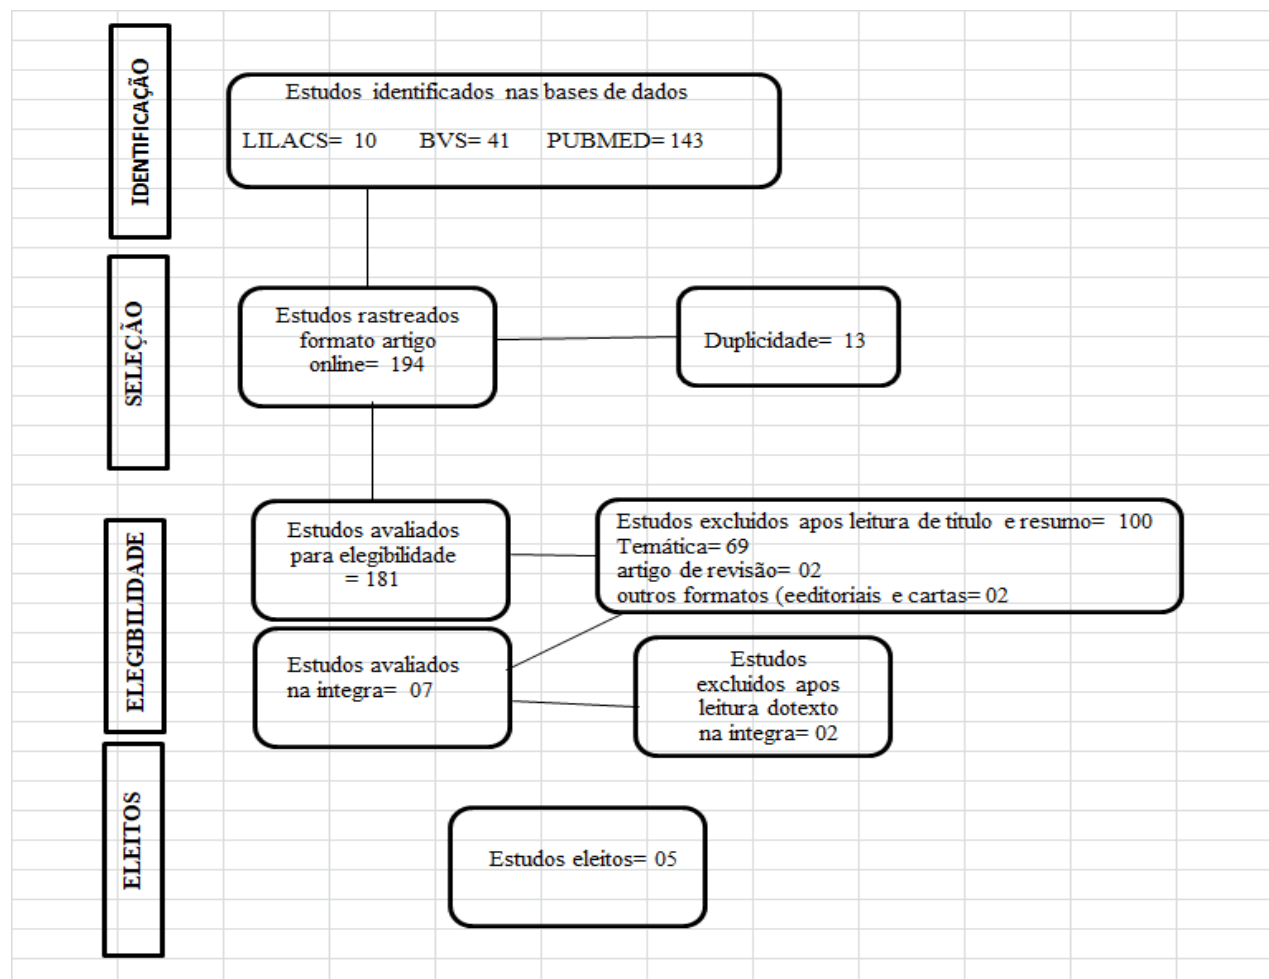 IDENTIFICAÇÃO
Estudos identificados nas bases de dados
LILACS= 10 BVS= 41 PUBMED= 143
SELEÇÃO
Estudos rastreados
formato artigo
online= 194
Duplicidade= 13
ELEGIBILIDADE
Estudos avaliados
para elegibilidade
= 181
Estudos excluidos apos leitura de titulo e resumo= 100
Temática= 69
artigo de revisão= 02
outros formatos (eeditoriais e cartas= 02
Estudos avaliados
na integra= 07
Estudos
excluidos apos
leitura dotexto
na integra= 02
ELEITOS
Estudos eleitos= 05